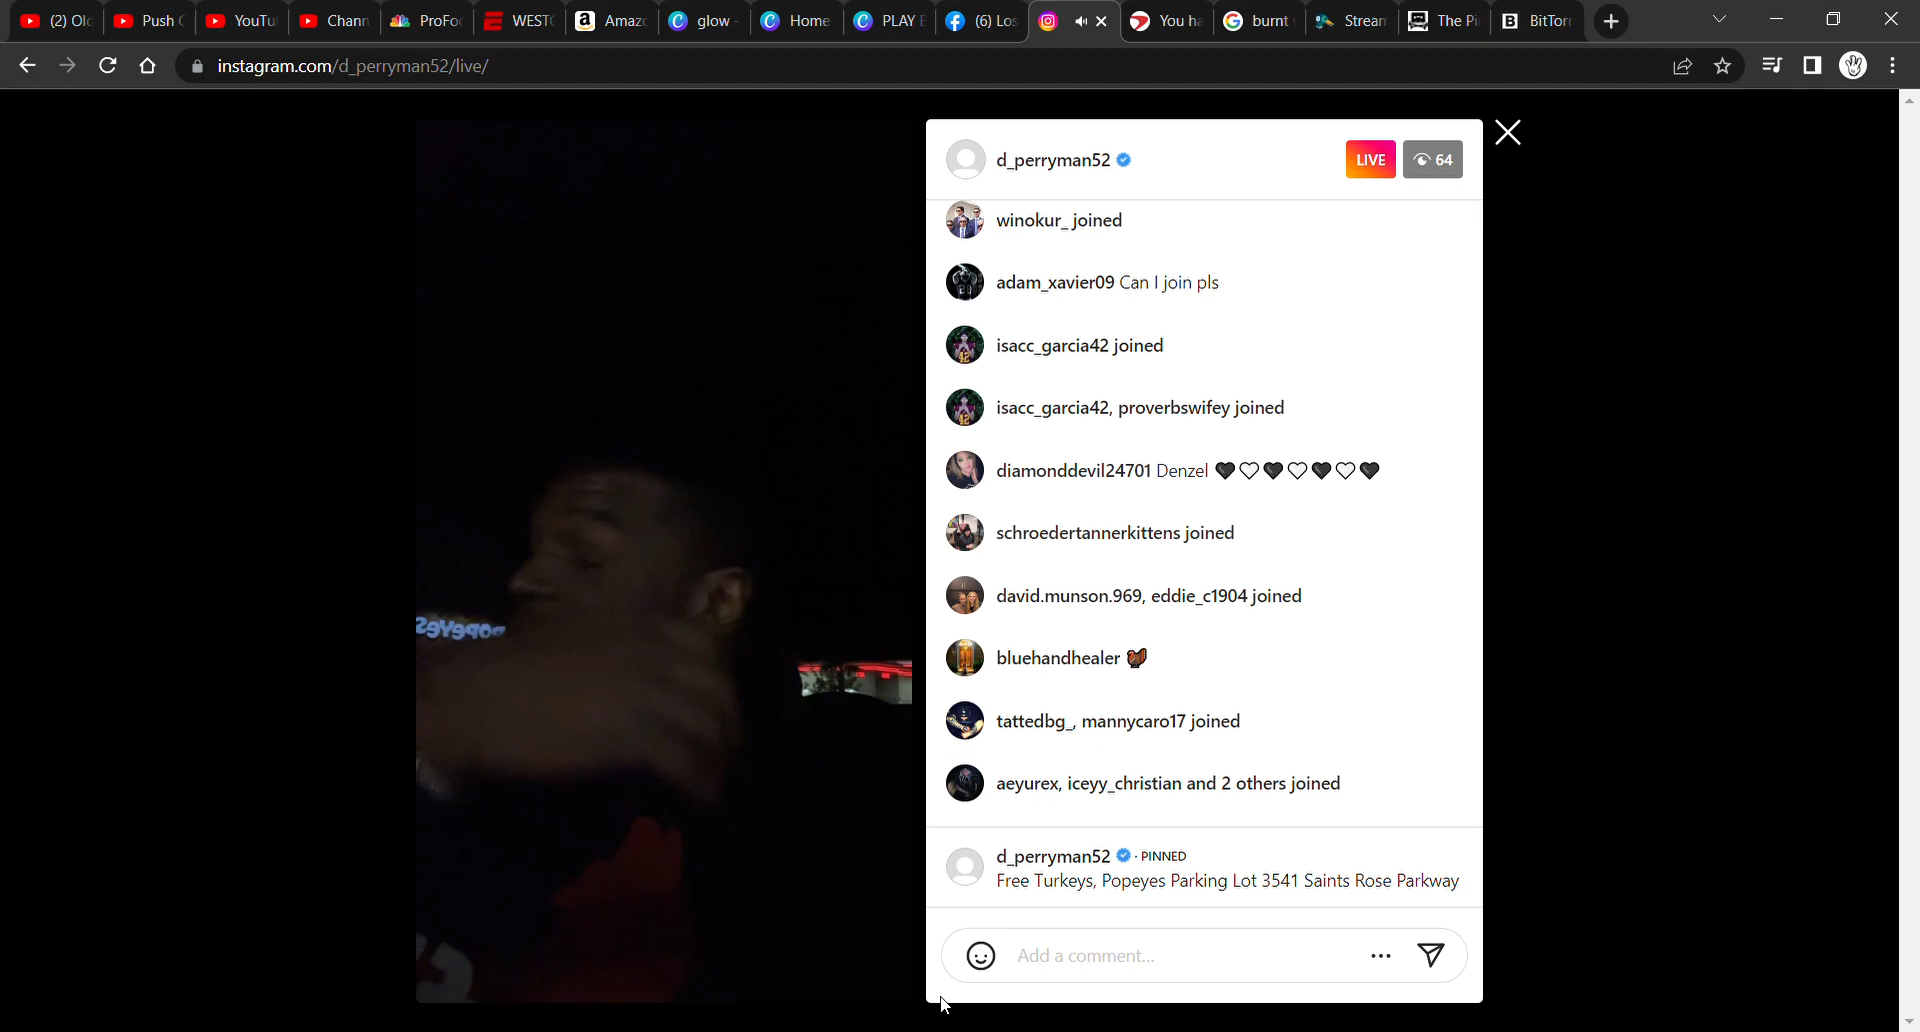 (2) Old
Push
YouTu
Chann
ProFo
WEST
Amaz
glow
Home
PLAY
(6) Los
You ha
burnt
Stream
The Pi
BitTorr
instagram.com/d_perryman52/live/
d_perryman52
LIVE
64
winokur_ joined
adam_xavier09 Can I join pls
isacc_garcia42 joined
isacc_garcia42, proverbswifey joined
diamonddevil24701 Denzel 🖤🤍🖤🤍🖤🤍🖤
schroedertannerkittens joined
david.munson.969, eddie_c1904 joined
bluehandhealer 🦃
tattedbg_, mannycaro17 joined
aeyurex, iceyy_christian and 2 others joined
d_perryman52 · PINNED
Free Turkeys, Popeyes Parking Lot 3541 Saints Rose Parkway
Add a comment...
POPEYES